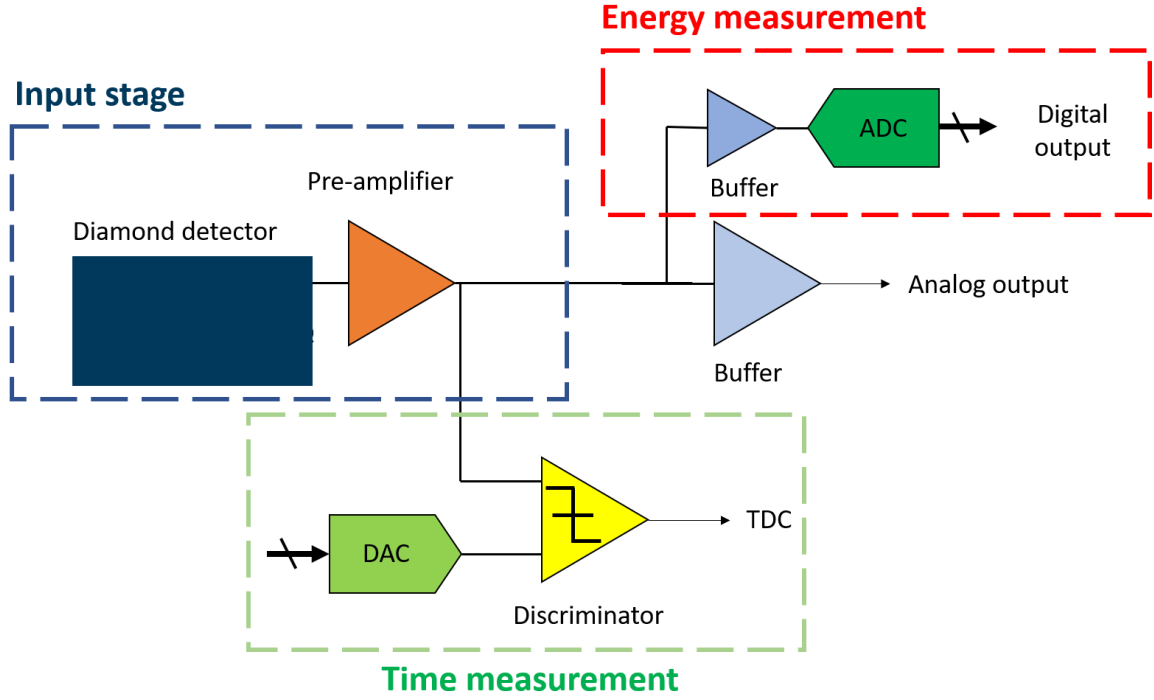 Energy measurement
Input stage
ADC
Digital
output
Buffer
Pre-amplifier
Diamond detector
Analog output
Buffer
TDC
DAC
Discriminator
Time measurement